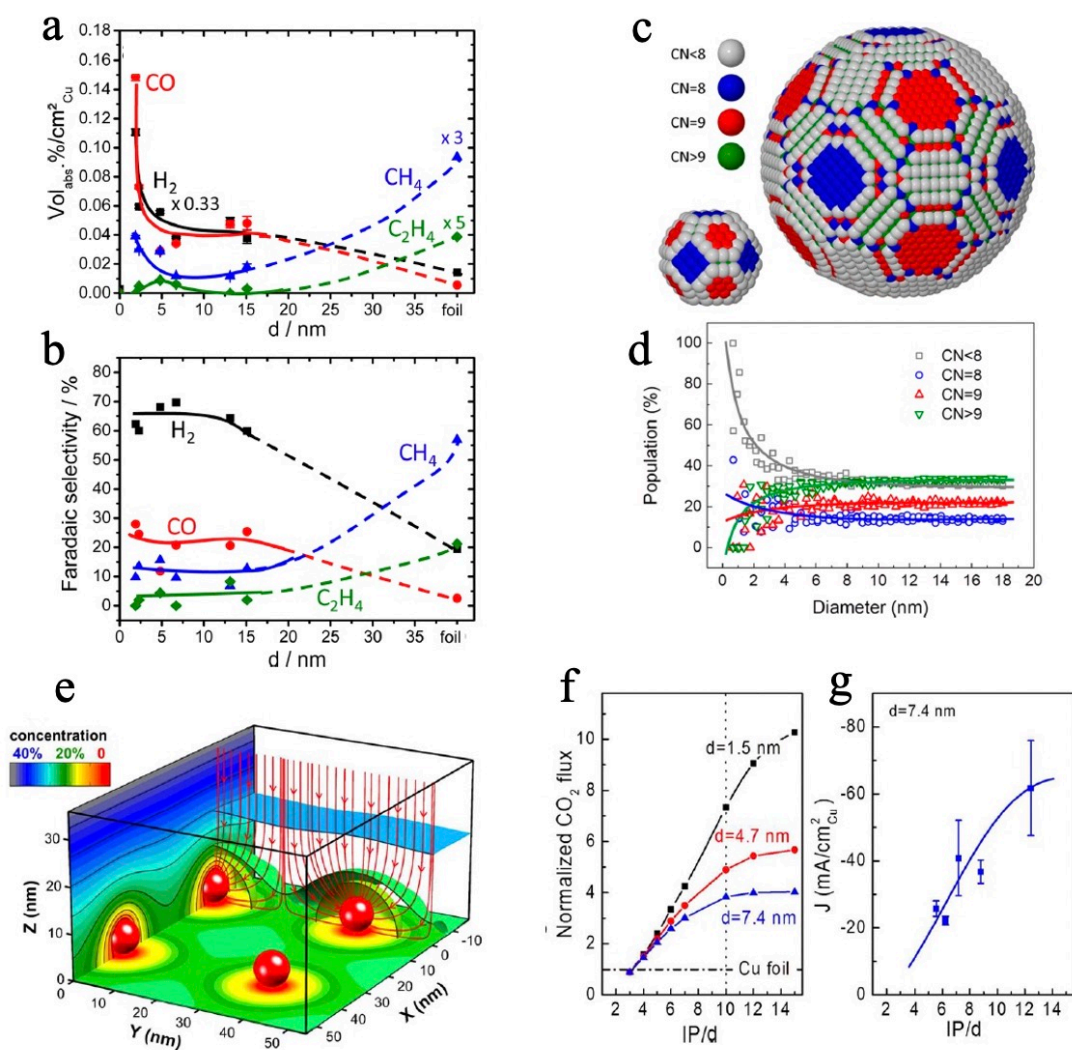 a
Vol_abs- %/cm²_Cu
0.18
0.16
0.14
0.12
0.10
0.08
0.06
0.04
0.02
0.00
CO
H₂
x 0.33
CH₄
x 3
C₂H₄
x 5
0 5 10 15 20 25 30 35 foil
d / nm
b
Faradaic selectivity / %
80
70
60
50
40
30
20
10
0
H₂
CO
CH₄
C₂H₄
0 5 10 15 20 25 30 35 foil
d / nm
c
CN<8
CN=8
CN=9
CN>9
d
Population (%)
100
80
60
40
20
0
CN<8
CN=8
CN=9
CN>9
0 2 4 6 8 10 12 14 16 18 20
Diameter (nm)
e
concentration
40% 20% 0
Z (nm)
30
20
10
0
0 10 20 30 40 50
Y (nm)
-10 0 10 20 30 40 50
X (nm)
f
Normalized CO₂ flux
10
8
6
4
2
1
d=1.5 nm
d=4.7 nm
d=7.4 nm
Cu foil
0 2 4 6 8 10 12 14
IP/d
g
J (mA/cm²_Cu)
d=7.4 nm
-80
-60
-40
-20
0
2 4 6 8 10 12 14
IP/d